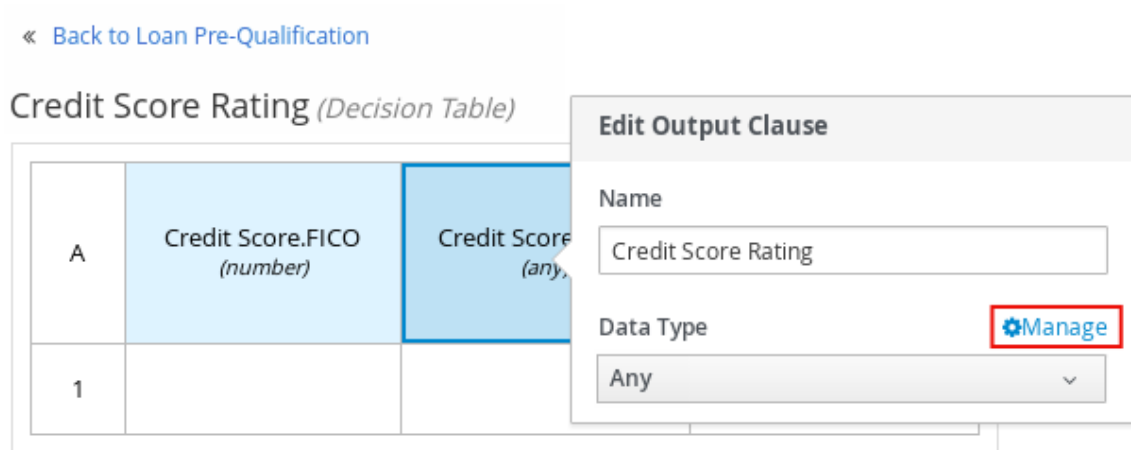 « Back to Loan Pre-Qualification
Credit Score Rating (Decision Table)
Edit Output Clause
Name
Credit Score Rating
Data Type
Manage
Any
A
Credit Score.FICO
(number)
Credit Score
(any)
1